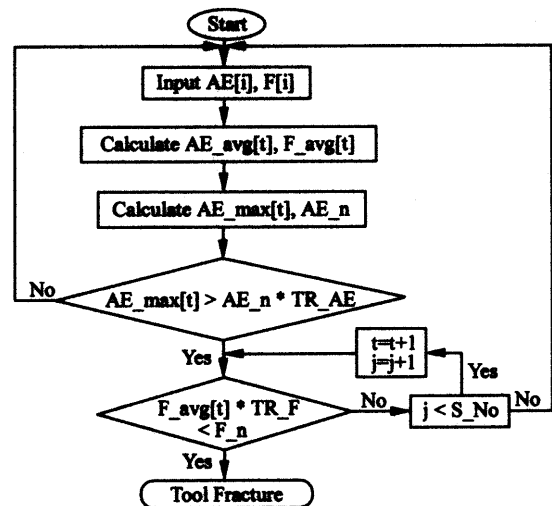 Start
Input AE[i], F[i]
Calculate AE_avg[t], F_avg[t]
Calculate AE_max[t], AE_n
No
AE_max[t] > AE_n * TR_AE
Yes
t=t+1
j=j+1
Yes
F_avg[t] * TR_F
< F_n
No
j < S_No
No
Yes
Tool Fracture